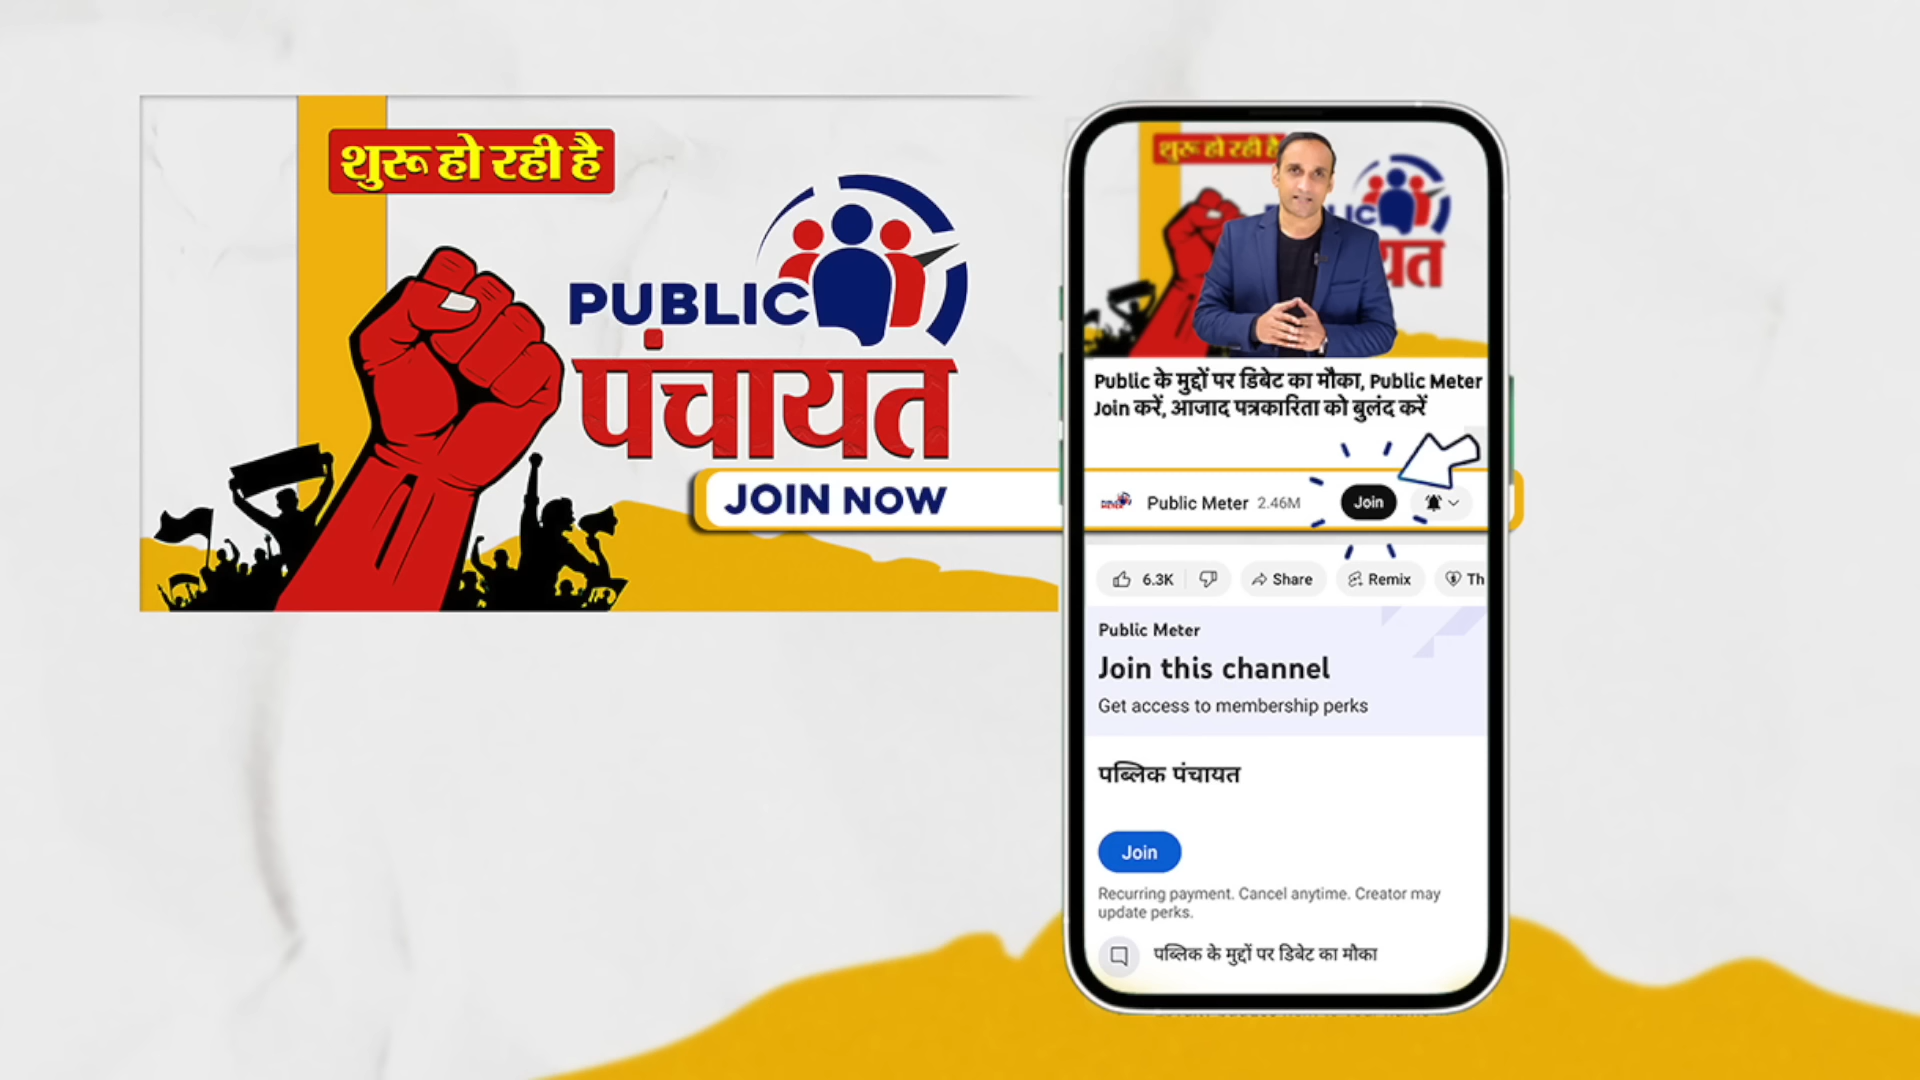 शुरू हो रही है
PUBLIC
पंचायत
JOIN NOW
शुरू हो रही है
Public के मुद्दों पर डिबेट का मौका, Public Meter
Join करें, आजाद पत्रकारिता को बुलंद करें
Public Meter 2.46M Join
6.3K Share Remix Th
Public Meter
Join this channel
Get access to membership perks
पब्लिक पंचायत
Join
Recurring payment. Cancel anytime. Creator may
update perks.
पब्लिक के मुद्दों पर डिबेट का मौका